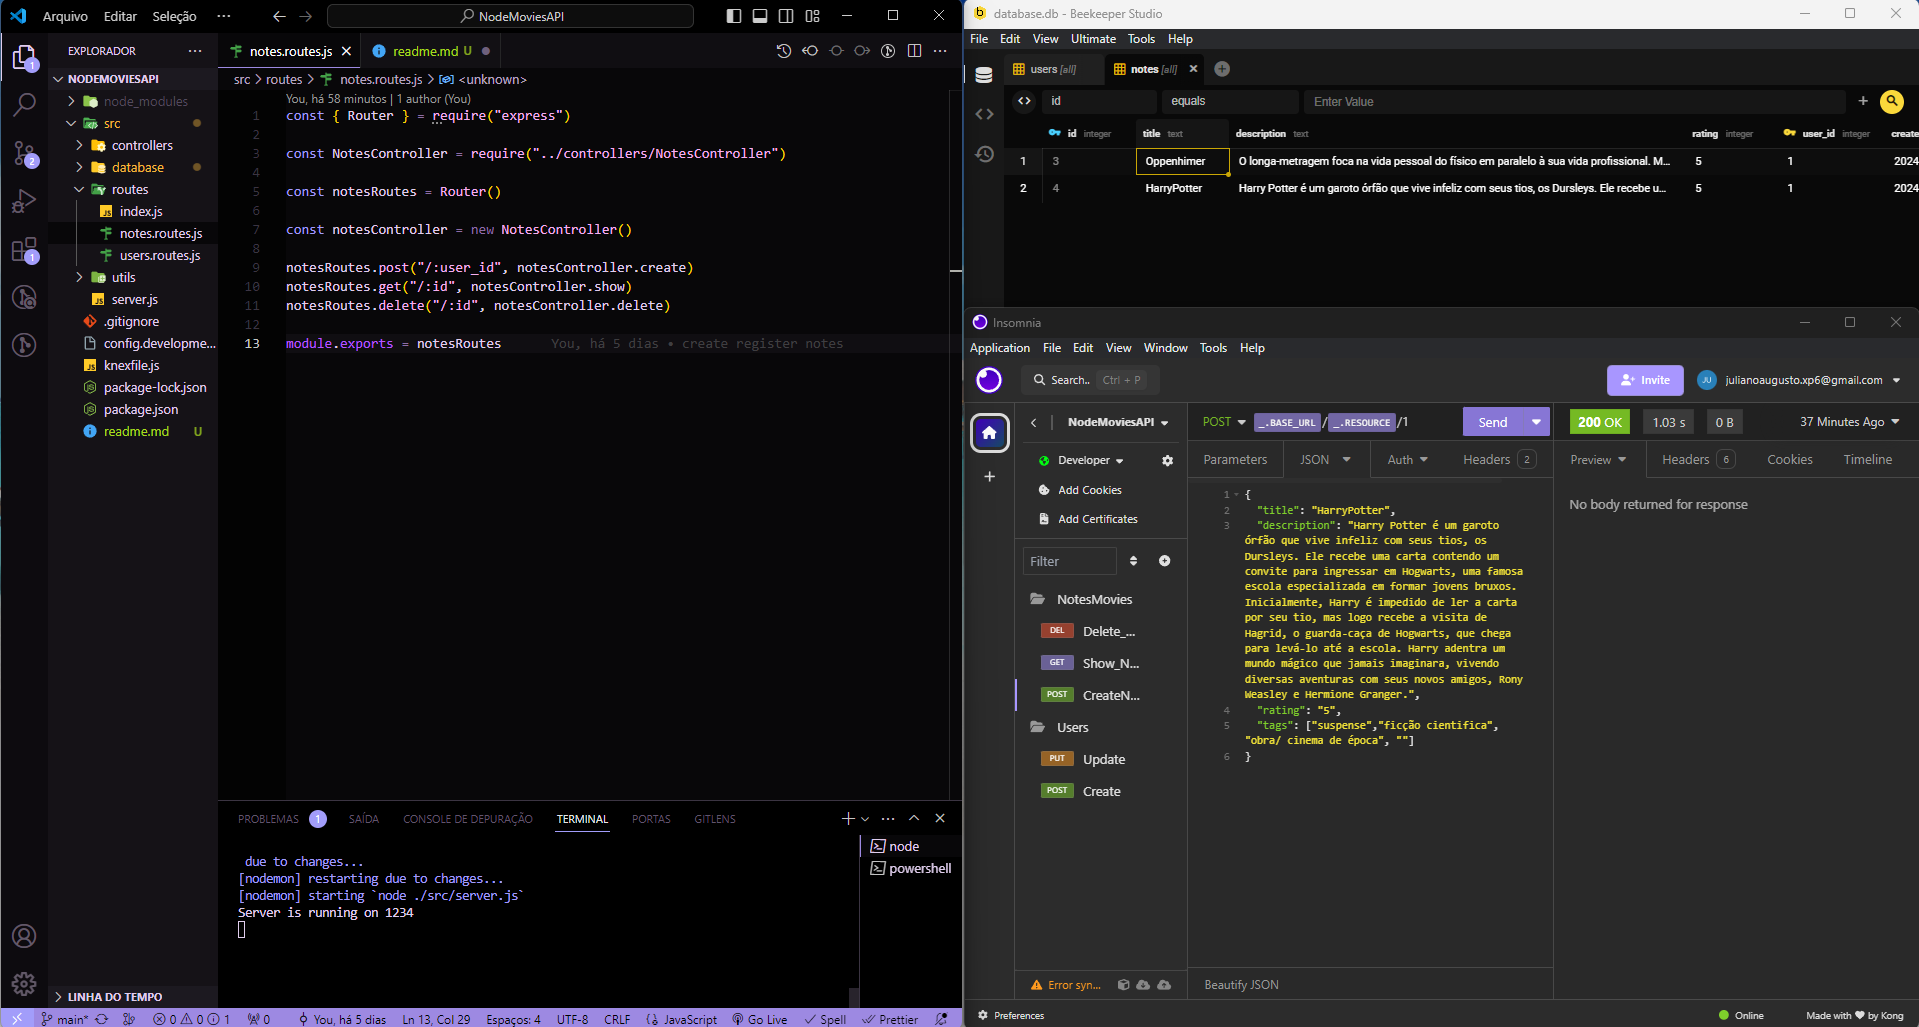 Arquivo Editar Seleção ···
NodeMoviesAPI
EXPLORADOR ···
NODEMOVIESAPI
node_modules
src
controllers
database
routes
index.js
notes.routes.js
users.routes.js
utils
server.js
.gitignore
config.developme...
knexfile.js
package-lock.json
package.json
readme.md U
LINHA DO TEMPO
1
2
1
notes.routes.js
readme.md U
src > routes > notes.routes.js > <unknown>
You, há 58 minutos | 1 author (You)
1 const { Router } = require("express")
2
3 const NotesController = require("../controllers/NotesController")
4
5 const notesRoutes = Router()
6
7 const notesController = new NotesController()
8
9 notesRoutes.post("/:user_id", notesController.create)
10 notesRoutes.get("/:id", notesController.show)
11 notesRoutes.delete("/:id", notesController.delete)
12
13 module.exports = notesRoutes You, há 5 dias • create register notes
PROBLEMAS 1 SAÍDA CONSOLE DE DEPURAÇÃO TERMINAL PORTAS GITLENS
node
powershell
due to changes...
[nodemon] restarting due to changes...
[nodemon] starting `node ./src/server.js`
Server is running on 1234
main* 0 0 1 0 You, há 5 dias Ln 13, Col 29 Espaços: 4 UTF-8 CRLF JavaScript Go Live Spell Prettier
database.db - Beekeeper Studio
File Edit View Ultimate Tools Help
users [all] notes [all]
id equals Enter Value
id integer title text description text rating integer user_id integer create
1 3 Oppenhimer O longa-metragem foca na vida pessoal do físico em paralelo à sua vida profissional. M... 5 1 2024
2 4 HarryPotter Harry Potter é um garoto órfão que vive infeliz com seus tios, os Dursleys. Ele recebe u... 5 1 2024
Insomnia
Application File Edit View Window Tools Help
Search.. Ctrl + P
Invite
JU julianoaugusto.xp6@gmail.com
NodeMoviesAPI
Developer
Add Cookies
Add Certificates
Filter
NotesMovies
DEL Delete_...
GET Show_N...
POST CreateN...
Users
PUT Update
POST Create
Error syn...
POST _.BASE_URL / _.RESOURCE /1 Send
Parameters JSON Auth Headers 2
1 {
2 "title": "HarryPotter",
3 "description": "Harry Potter é um garoto
órfão que vive infeliz com seus tios, os
Dursleys. Ele recebe uma carta contendo um
convite para ingressar em Hogwarts, uma famosa
escola especializada em formar jovens bruxos.
Inicialmente, Harry é impedido de ler a carta
por seu tio, mas logo recebe a visita de
Hagrid, o guarda-caça de Hogwarts, que chega
para levá-lo até a escola. Harry adentra um
mundo mágico que jamais imaginara, vivendo
diversas aventuras com seus novos amigos, Rony
Weasley e Hermione Granger.",
4 "rating": "5",
5 "tags": ["suspense","ficção cientifica",
"obra/ cinema de época", ""]
6 }
Beautify JSON
200 OK 1.03 s 0 B 37 Minutes Ago
Preview Headers 6 Cookies Timeline
No body returned for response
Preferences
Online Made with ♥ by Kong